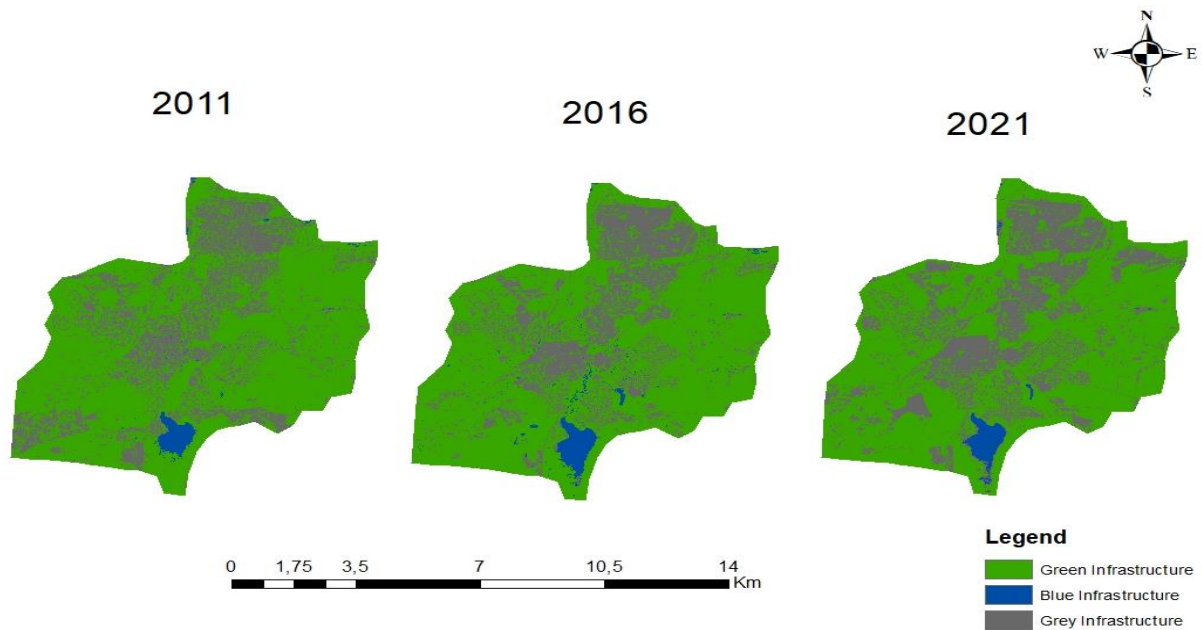 N
W E
S
2011
2016
2021
0 1,75 3,5 7 10,5 14
Km
Legend
Green Infrastructure
Blue Infrastructure
Grey Infrastructure